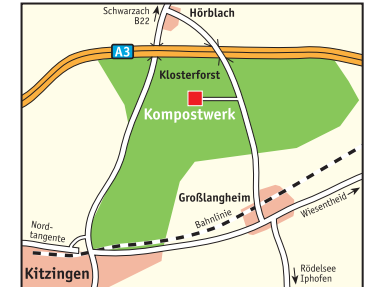 Schwarzach
B22
Hörblach
A3
Klosterforst
Kompostwerk
Großlangheim
Bahnlinie
Wiesentheid
Nord-
tangente
Kitzingen
Rödelsee
Iphofen